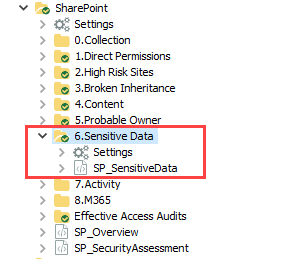 SharePoint
Settings
0.Collection
1.Direct Permissions
2.High Risk Sites
3.Broken Inheritance
4.Content
5.Probable Owner
6.Sensitive Data
Settings
SP_SensitiveData
7.Activity
8.M365
Effective Access Audits
SP_Overview
SP_SecurityAssessment